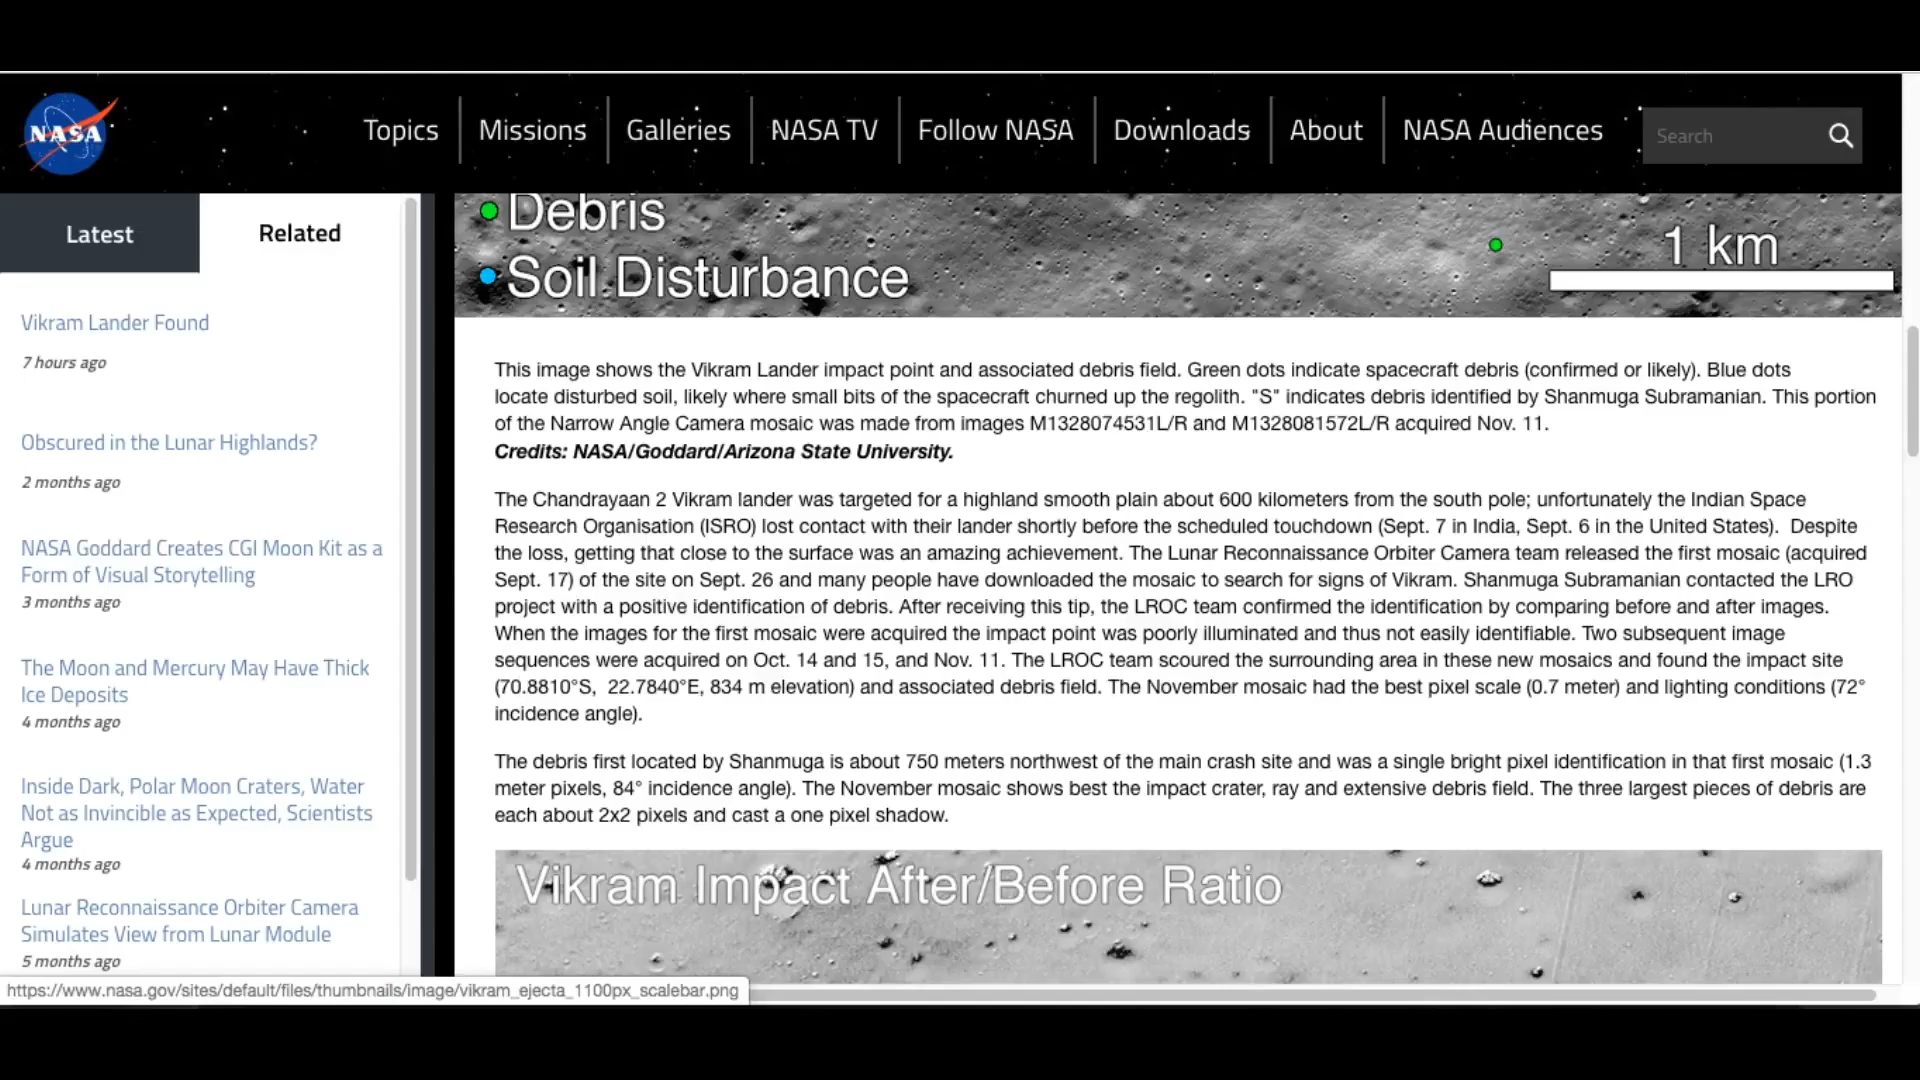 NASA
Topics
Missions
Galleries
NASA TV
Follow NASA
Downloads
About
NASA Audiences
Search
Latest
Related
Vikram Lander Found
7 hours ago
Obscured in the Lunar Highlands?
2 months ago
NASA Goddard Creates CGI Moon Kit as a
Form of Visual Storytelling
3 months ago
The Moon and Mercury May Have Thick
Ice Deposits
4 months ago
Inside Dark, Polar Moon Craters, Water
Not as Invincible as Expected, Scientists
Argue
4 months ago
Lunar Reconnaissance Orbiter Camera
Simulates View from Lunar Module
5 months ago
Debris
Soil Disturbance
1 km
This image shows the Vikram Lander impact point and associated debris field. Green dots indicate spacecraft debris (confirmed or likely). Blue dots
locate disturbed soil, likely where small bits of the spacecraft churned up the regolith. "S" indicates debris identified by Shanmuga Subramanian. This portion
of the Narrow Angle Camera mosaic was made from images M1328074531L/R and M1328081572L/R acquired Nov. 11.
Credits: NASA/Goddard/Arizona State University.
The Chandrayaan 2 Vikram lander was targeted for a highland smooth plain about 600 kilometers from the south pole; unfortunately the Indian Space
Research Organisation (ISRO) lost contact with their lander shortly before the scheduled touchdown (Sept. 7 in India, Sept. 6 in the United States).  Despite
the loss, getting that close to the surface was an amazing achievement. The Lunar Reconnaissance Orbiter Camera team released the first mosaic (acquired
Sept. 17) of the site on Sept. 26 and many people have downloaded the mosaic to search for signs of Vikram. Shanmuga Subramanian contacted the LRO
project with a positive identification of debris. After receiving this tip, the LROC team confirmed the identification by comparing before and after images.
When the images for the first mosaic were acquired the impact point was poorly illuminated and thus not easily identifiable. Two subsequent image
sequences were acquired on Oct. 14 and 15, and Nov. 11. The LROC team scoured the surrounding area in these new mosaics and found the impact site
(70.8810°S,  22.7840°E, 834 m elevation) and associated debris field. The November mosaic had the best pixel scale (0.7 meter) and lighting conditions (72°
incidence angle).
The debris first located by Shanmuga is about 750 meters northwest of the main crash site and was a single bright pixel identification in that first mosaic (1.3
meter pixels, 84° incidence angle). The November mosaic shows best the impact crater, ray and extensive debris field. The three largest pieces of debris are
each about 2x2 pixels and cast a one pixel shadow.
Vikram Impact After/Before Ratio
https://www.nasa.gov/sites/default/files/thumbnails/image/vikram_ejecta_1100px_scalebar.png